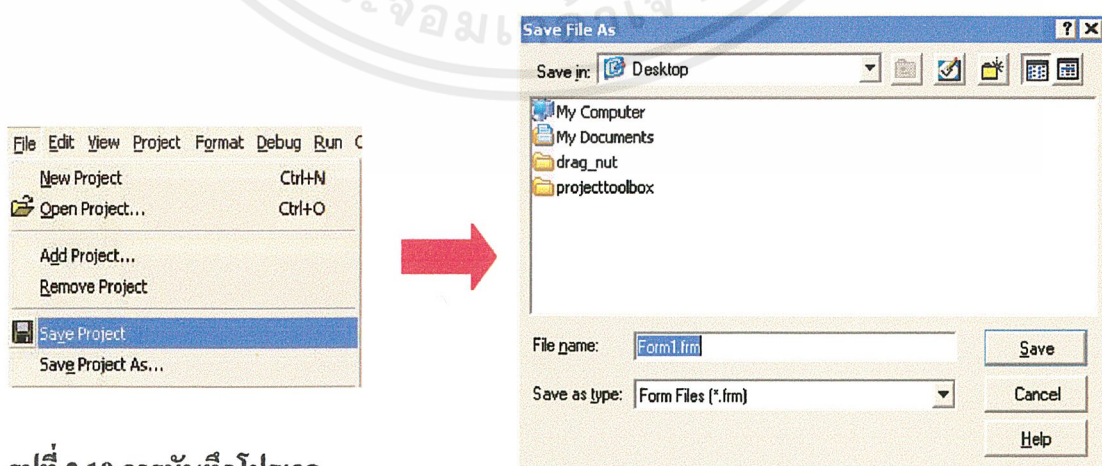 File Edit View Project Format Debug Run
New Project Ctrl+N
Open Project... Ctrl+O
Add Project...
Remove Project
Save Project
Save Project As...
Save File As
Save in: Desktop
My Computer
My Documents
drag_nut
projecttoolbox
File name: Form1.frm Save
Save as type: Form Files (*.frm) Cancel
Help